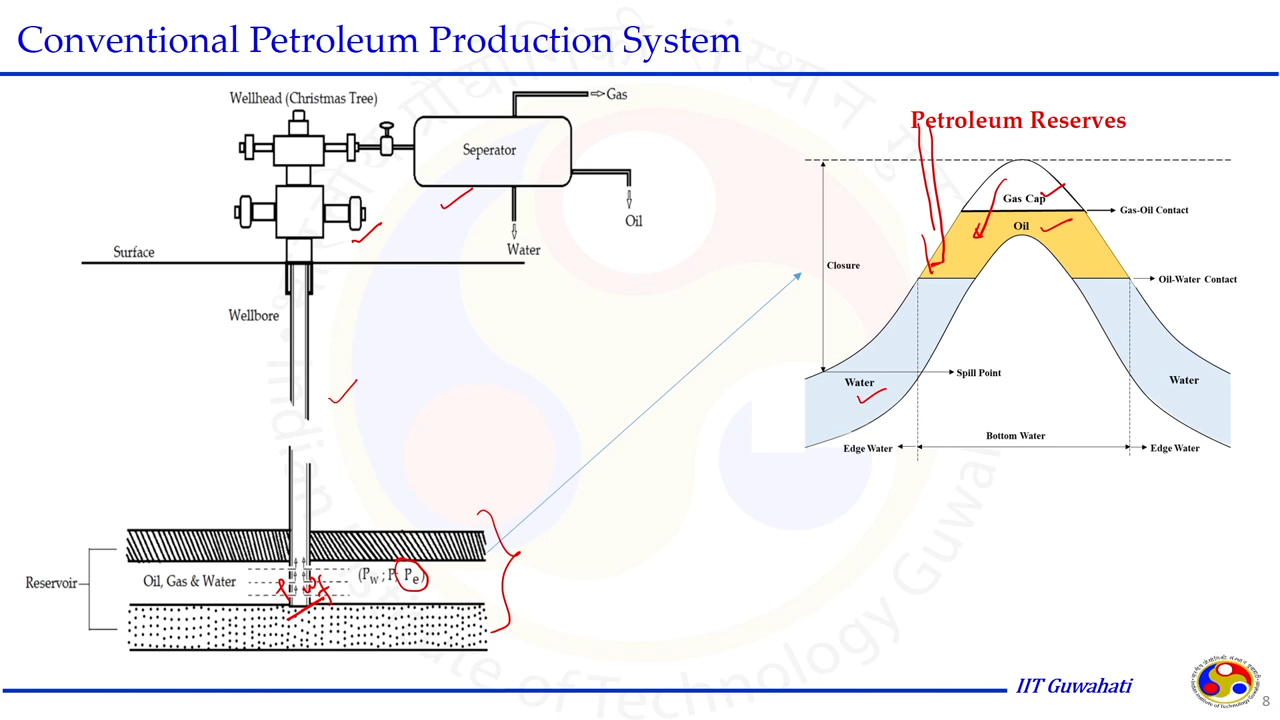 Conventional Petroleum Production System
Wellhead (Christmas Tree)
Gas
Seperator
Oil
Water
Surface
Wellbore
Reservoir
Oil, Gas & Water
(Pw ; P; Pe)
Petroleum Reserves
Gas Cap
Gas-Oil Contact
Oil
Closure
Oil-Water Contact
Spill Point
Water
Water
Bottom Water
Edge Water
Edge Water
IIT Guwahati
8